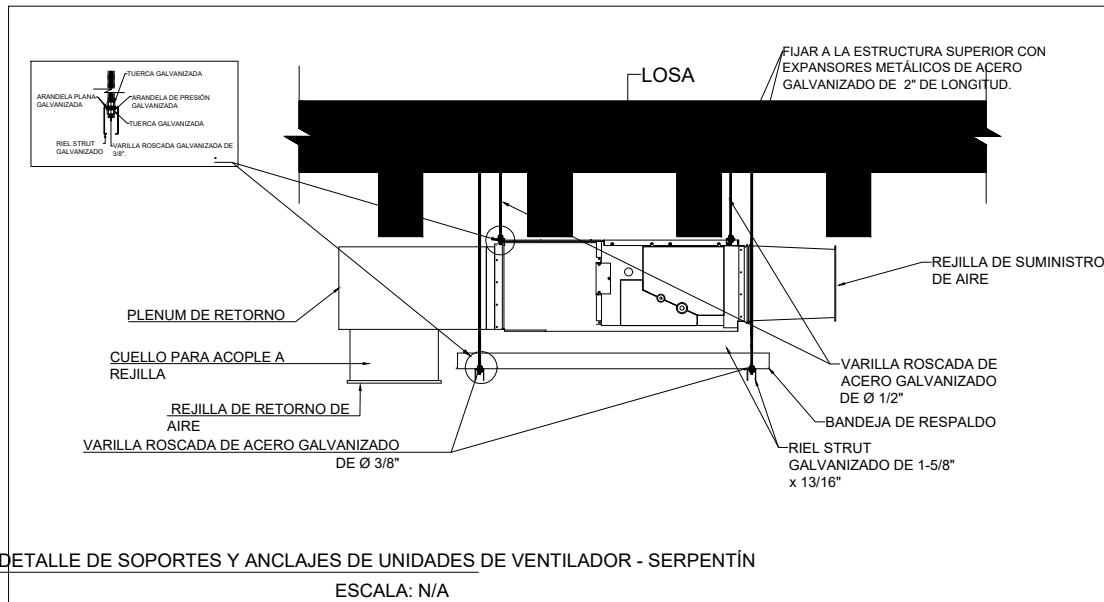 TUERCA GALVANIZADA
ARANDELA PLANA
GALVANIZADA
ARANDELA DE PRESIÓN
GALVANIZADA
TUERCA GALVANIZADA
RIEL STRUT
GALVANIZADO
VARILLA ROSCADA GALVANIZADA DE
3/8".
LOSA
FIJAR A LA ESTRUCTURA SUPERIOR CON
EXPANSORES METÁLICOS DE ACERO
GALVANIZADO DE 2" DE LONGITUD.
REJILLA DE SUMINISTRO
DE AIRE
PLENUM DE RETORNO
CUELLO PARA ACOPLE A
REJILLA
REJILLA DE RETORNO DE
AIRE
VARILLA ROSCADA DE ACERO GALVANIZADO
DE Ø 3/8"
VARILLA ROSCADA DE
ACERO GALVANIZADO
DE Ø 1/2"
BANDEJA DE RESPALDO
RIEL STRUT
GALVANIZADO DE 1-5/8"
x 13/16"
DETALLE DE SOPORTES Y ANCLAJES DE UNIDADES DE VENTILADOR - SERPENTÍN
ESCALA: N/A